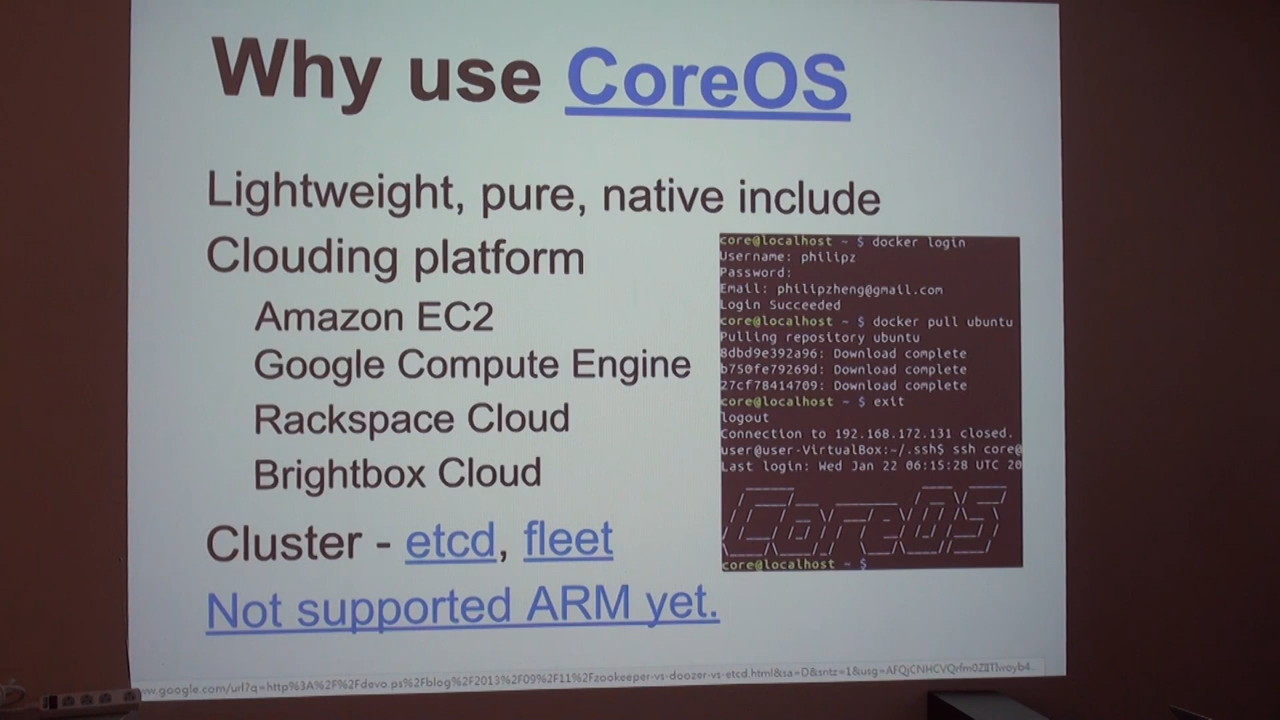 Why use CoreOS
Lightweight, pure, native include
Clouding platform
Amazon EC2
Google Compute Engine
Rackspace Cloud
Brightbox Cloud
Cluster - etcd, fleet
Not supported ARM yet.
core@localhost ~ $ docker login
Username: philipz
Password:
Email: philipzheng@gmail.com
Login Succeeded
core@localhost ~ $ docker pull ubuntu
Pulling repository ubuntu
8dbd9e392a96: Download complete
b750fe79269d: Download complete
27cf78414709: Download complete
core@localhost ~ $ exit
logout
Connection to 192.168.172.131 closed.
user@user-VirtualBox:~/.ssh$ ssh core@
Last login: Wed Jan 22 06:15:28 UTC 20
CoreOS
core@localhost ~ $